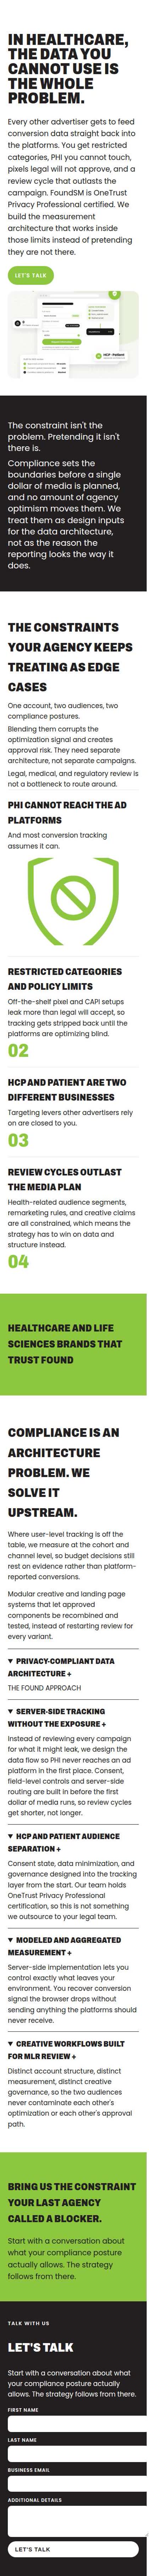 IN HEALTHCARE,
THE DATA YOU
CANNOT USE IS
THE WHOLE
PROBLEM.
Every other advertiser gets to feed
conversion data straight back into
the platforms. You get restricted
categories, PHI you cannot touch,
pixels legal will not approve, and a
review cycle that outlasts the
campaign. FoundSM is OneTrust
Privacy Professional certified. We
build the measurement
architecture that works inside
those limits instead of pretending
they are not there.
LET'S TALK
HCP · Patient
The constraint isn't the
problem. Pretending it isn't
there is.
Compliance sets the
boundaries before a single
dollar of media is planned,
and no amount of agency
optimism moves them. We
treat them as design inputs
for the data architecture,
not as the reason the
reporting looks the way it
does.
THE CONSTRAINTS
YOUR AGENCY KEEPS
TREATING AS EDGE
CASES
One account, two audiences, two
compliance postures.
Blending them corrupts the
optimization signal and creates
approval risk. They need separate
architecture, not separate campaigns.
Legal, medical, and regulatory review is
not a bottleneck to route around.
PHI CANNOT REACH THE AD
PLATFORMS
And most conversion tracking
assumes it can.
RESTRICTED CATEGORIES
AND POLICY LIMITS
Off-the-shelf pixel and CAPI setups
leak more than legal will accept, so
tracking gets stripped back until the
platforms are optimizing blind.
02
HCP AND PATIENT ARE TWO
DIFFERENT BUSINESSES
Targeting levers other advertisers rely
on are closed to you.
03
REVIEW CYCLES OUTLAST
THE MEDIA PLAN
Health-related audience segments,
remarketing rules, and creative claims
are all constrained, which means the
strategy has to win on data and
structure instead.
04
HEALTHCARE AND LIFE
SCIENCES BRANDS THAT
TRUST FOUND
COMPLIANCE IS AN
ARCHITECTURE
PROBLEM. WE
SOLVE IT
UPSTREAM.
Where user-level tracking is off the
table, we measure at the cohort and
channel level, so budget decisions still
rest on evidence rather than platform-
reported conversions.
Modular creative and landing page
systems that let approved
components be recombined and
tested, instead of restarting review for
every variant.
▼ PRIVACY-COMPLIANT DATA
ARCHITECTURE +
THE FOUND APPROACH
▼ SERVER-SIDE TRACKING
WITHOUT THE EXPOSURE +
Instead of reviewing every campaign
for what it might leak, we design the
data flow so PHI never reaches an ad
platform in the first place. Consent,
field-level controls and server-side
routing are built in before the first
dollar of media runs, so review cycles
get shorter, not longer.
▼ HCP AND PATIENT AUDIENCE
SEPARATION +
Consent state, data minimization, and
governance designed into the tracking
layer from the start. Our team holds
OneTrust Privacy Professional
certification, so this is not something
we outsource to your legal team.
▼ MODELED AND AGGREGATED
MEASUREMENT +
Server-side implementation lets you
control exactly what leaves your
environment. You recover conversion
signal the browser drops without
sending anything the platforms should
never receive.
▼ CREATIVE WORKFLOWS BUILT
FOR MLR REVIEW +
Distinct account structure, distinct
measurement, distinct creative
governance, so the two audiences
never contaminate each other's
optimization or each other's approval
path.
BRING US THE CONSTRAINT
YOUR LAST AGENCY
CALLED A BLOCKER.
Start with a conversation about
what your compliance posture
actually allows. The strategy
follows from there.
TALK WITH US
LET'S TALK
Start with a conversation about what
your compliance posture actually
allows. The strategy follows from there.
FIRST NAME
LAST NAME
BUSINESS EMAIL
ADDITIONAL DETAILS
LET'S TALK